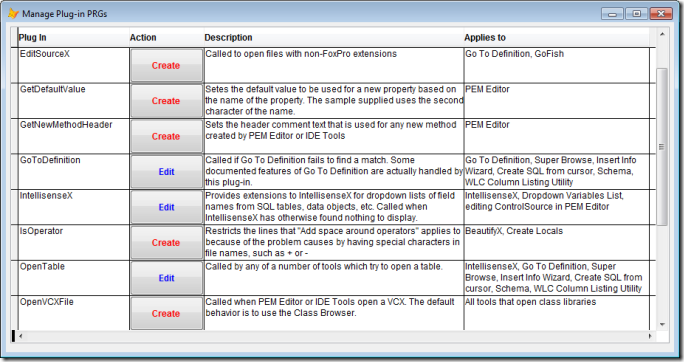 Manage Plug-in PRGs
Plug In Action Description Applies to
EditSourceX Create Called to open files with non-FoxPro extensions Go To Definition, GoFish
GetDefaultValue Create Setes the default value to be used for a new property based on PEM Editor
the name of the property. The sample supplied uses the second
character of the name.
GetNewMethodHeader Create Sets the header comment text that is used for any new method PEM Editor
created by PEM Editor or IDE Tools
GoToDefinition Edit Called if Go To Definition fails to find a match. Some Go To Definition, Super Browse, Insert Info
documented features of Go To Definition are actually handled by Wizard, Create SQL from cursor, Schema,
this plug-in. WLC Column Listing Utility
IntellisenseX Edit Provides extensions to IntellisenseX for dropdown lists of field IntellisenseX, Dropdown Variables List,
names from SQL tables, data objects, etc. Called when editing ControlSource in PEM Editor
IntellisenseX has otherwise found nothing to display.
IsOperator Create Restricts the lines that "Add space around operators" applies to BeautifyX, Create Locals
because of the problem causes by having special characters in
file names, such as + or -
OpenTable Edit Called by any of a number of tools which try to open a table. IntellisenseX, Go To Definition, Super
Browse, Insert Info Wizard, Create SQL from
cursor, Schema, WLC Column Listing Utility
OpenVCXFile Create Called when PEM Editor or IDE Tools open a VCX. The default All tools that open class libraries
behavior is to use the Class Browser.